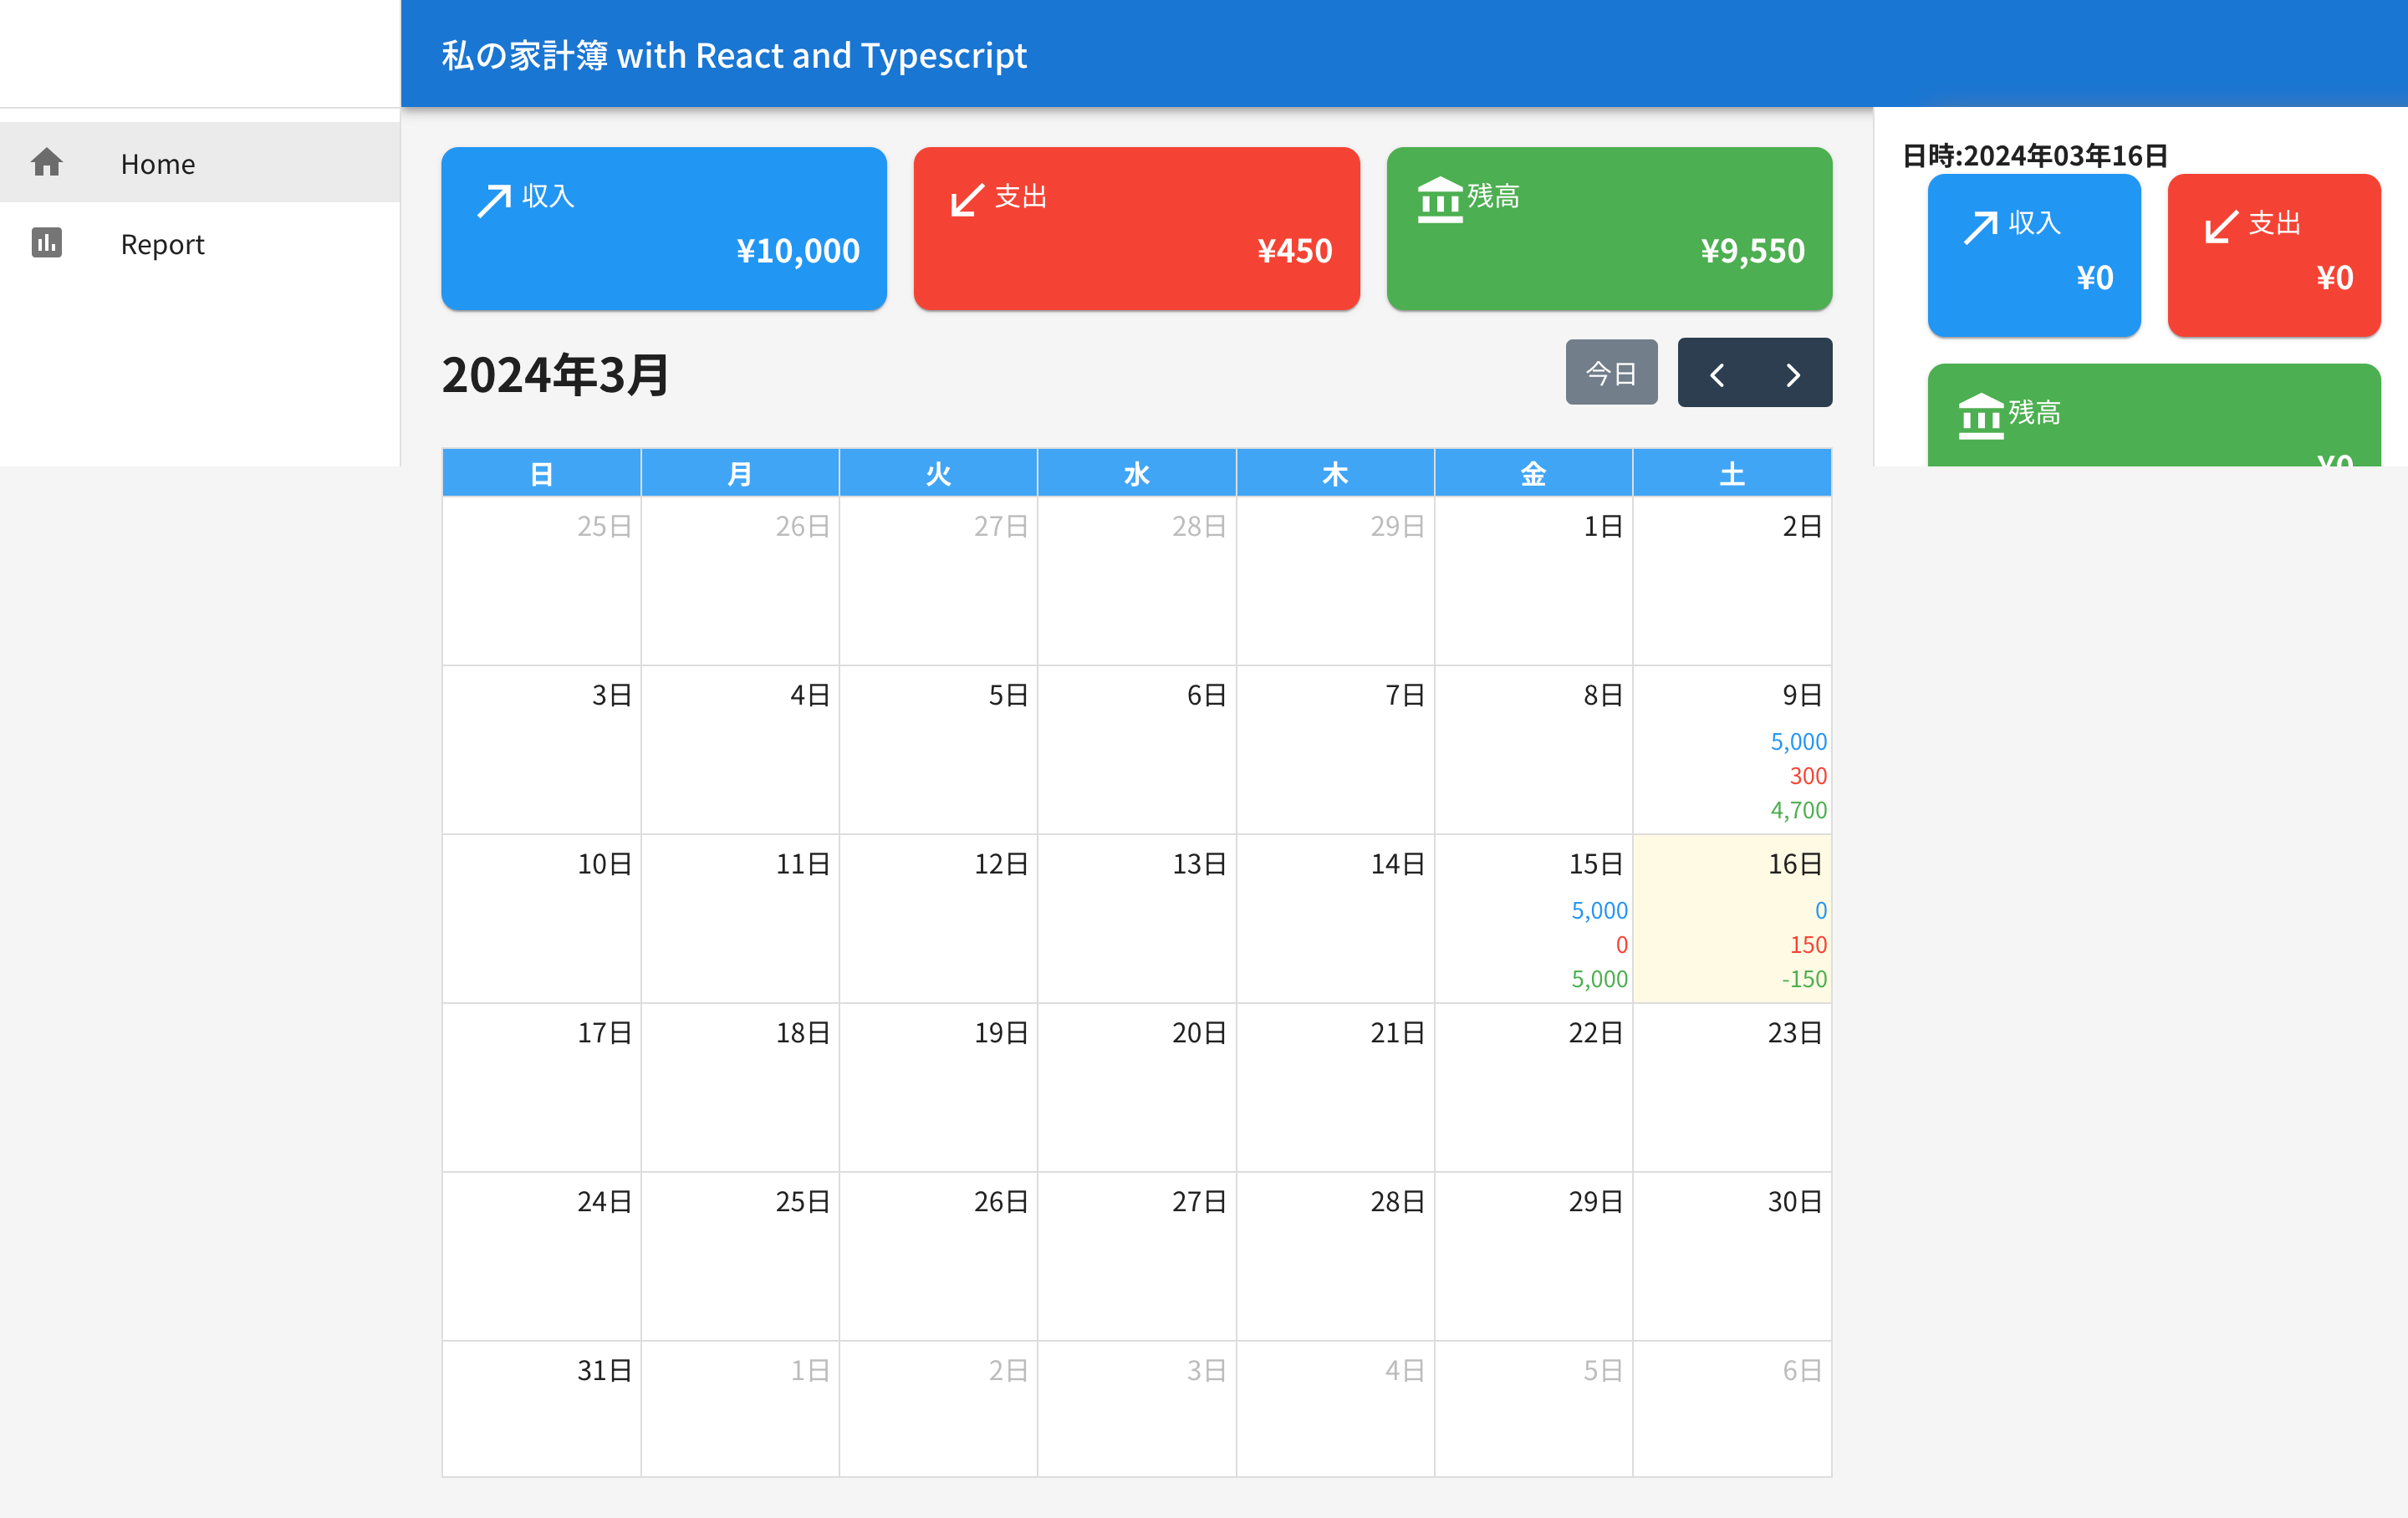 私の家計簿 with React and Typescript
Home
Report
収入
¥10,000
支出
¥450
残高
¥9,550
2024年3月
今日
日 月 火 水 木 金 土
25日 26日 27日 28日 29日 1日 2日
3日 4日 5日 6日 7日 8日 9日
5,000
300
4,700
10日 11日 12日 13日 14日 15日 16日
5,000 0
0 150
5,000 -150
17日 18日 19日 20日 21日 22日 23日
24日 25日 26日 27日 28日 29日 30日
31日 1日 2日 3日 4日 5日 6日
日時:2024年03月16日
収入
¥0
支出
¥0
残高
¥0